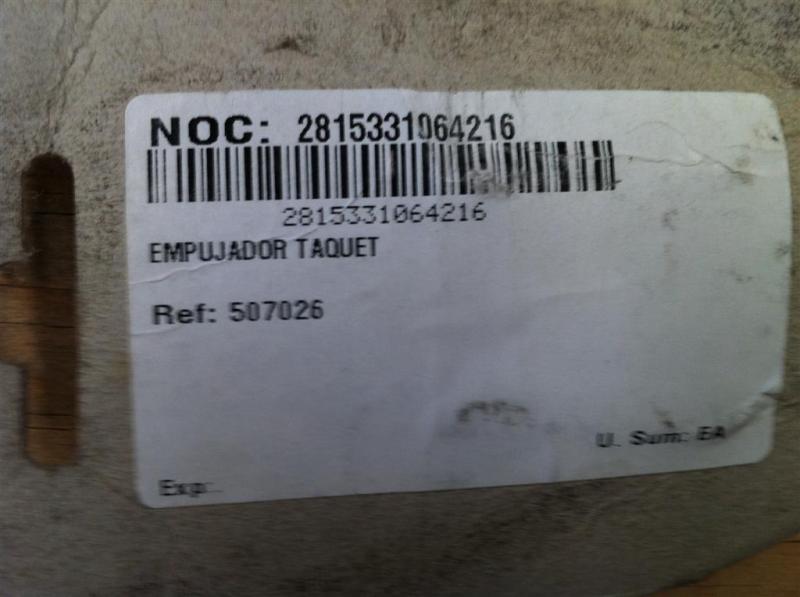 NOC: 2815331064216
2815331064216
EMPUJADOR TAQUET
Ref: 507026
U. Sum: EA
Exp: